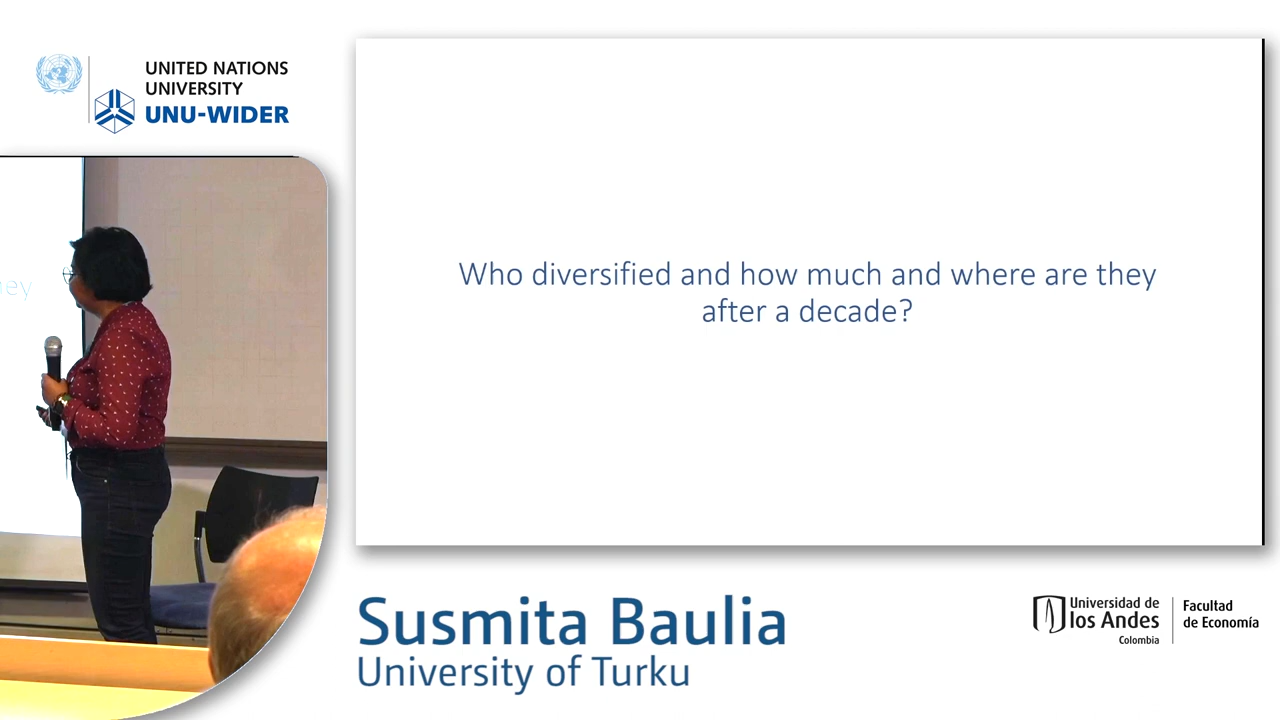 UNITED NATIONS
UNIVERSITY
UNU-WIDER
Who diversified and how much and where are they
after a decade?
ney
Susmita Baulia
University of Turku
Universidad de
los Andes
Colombia
Facultad
de Economía